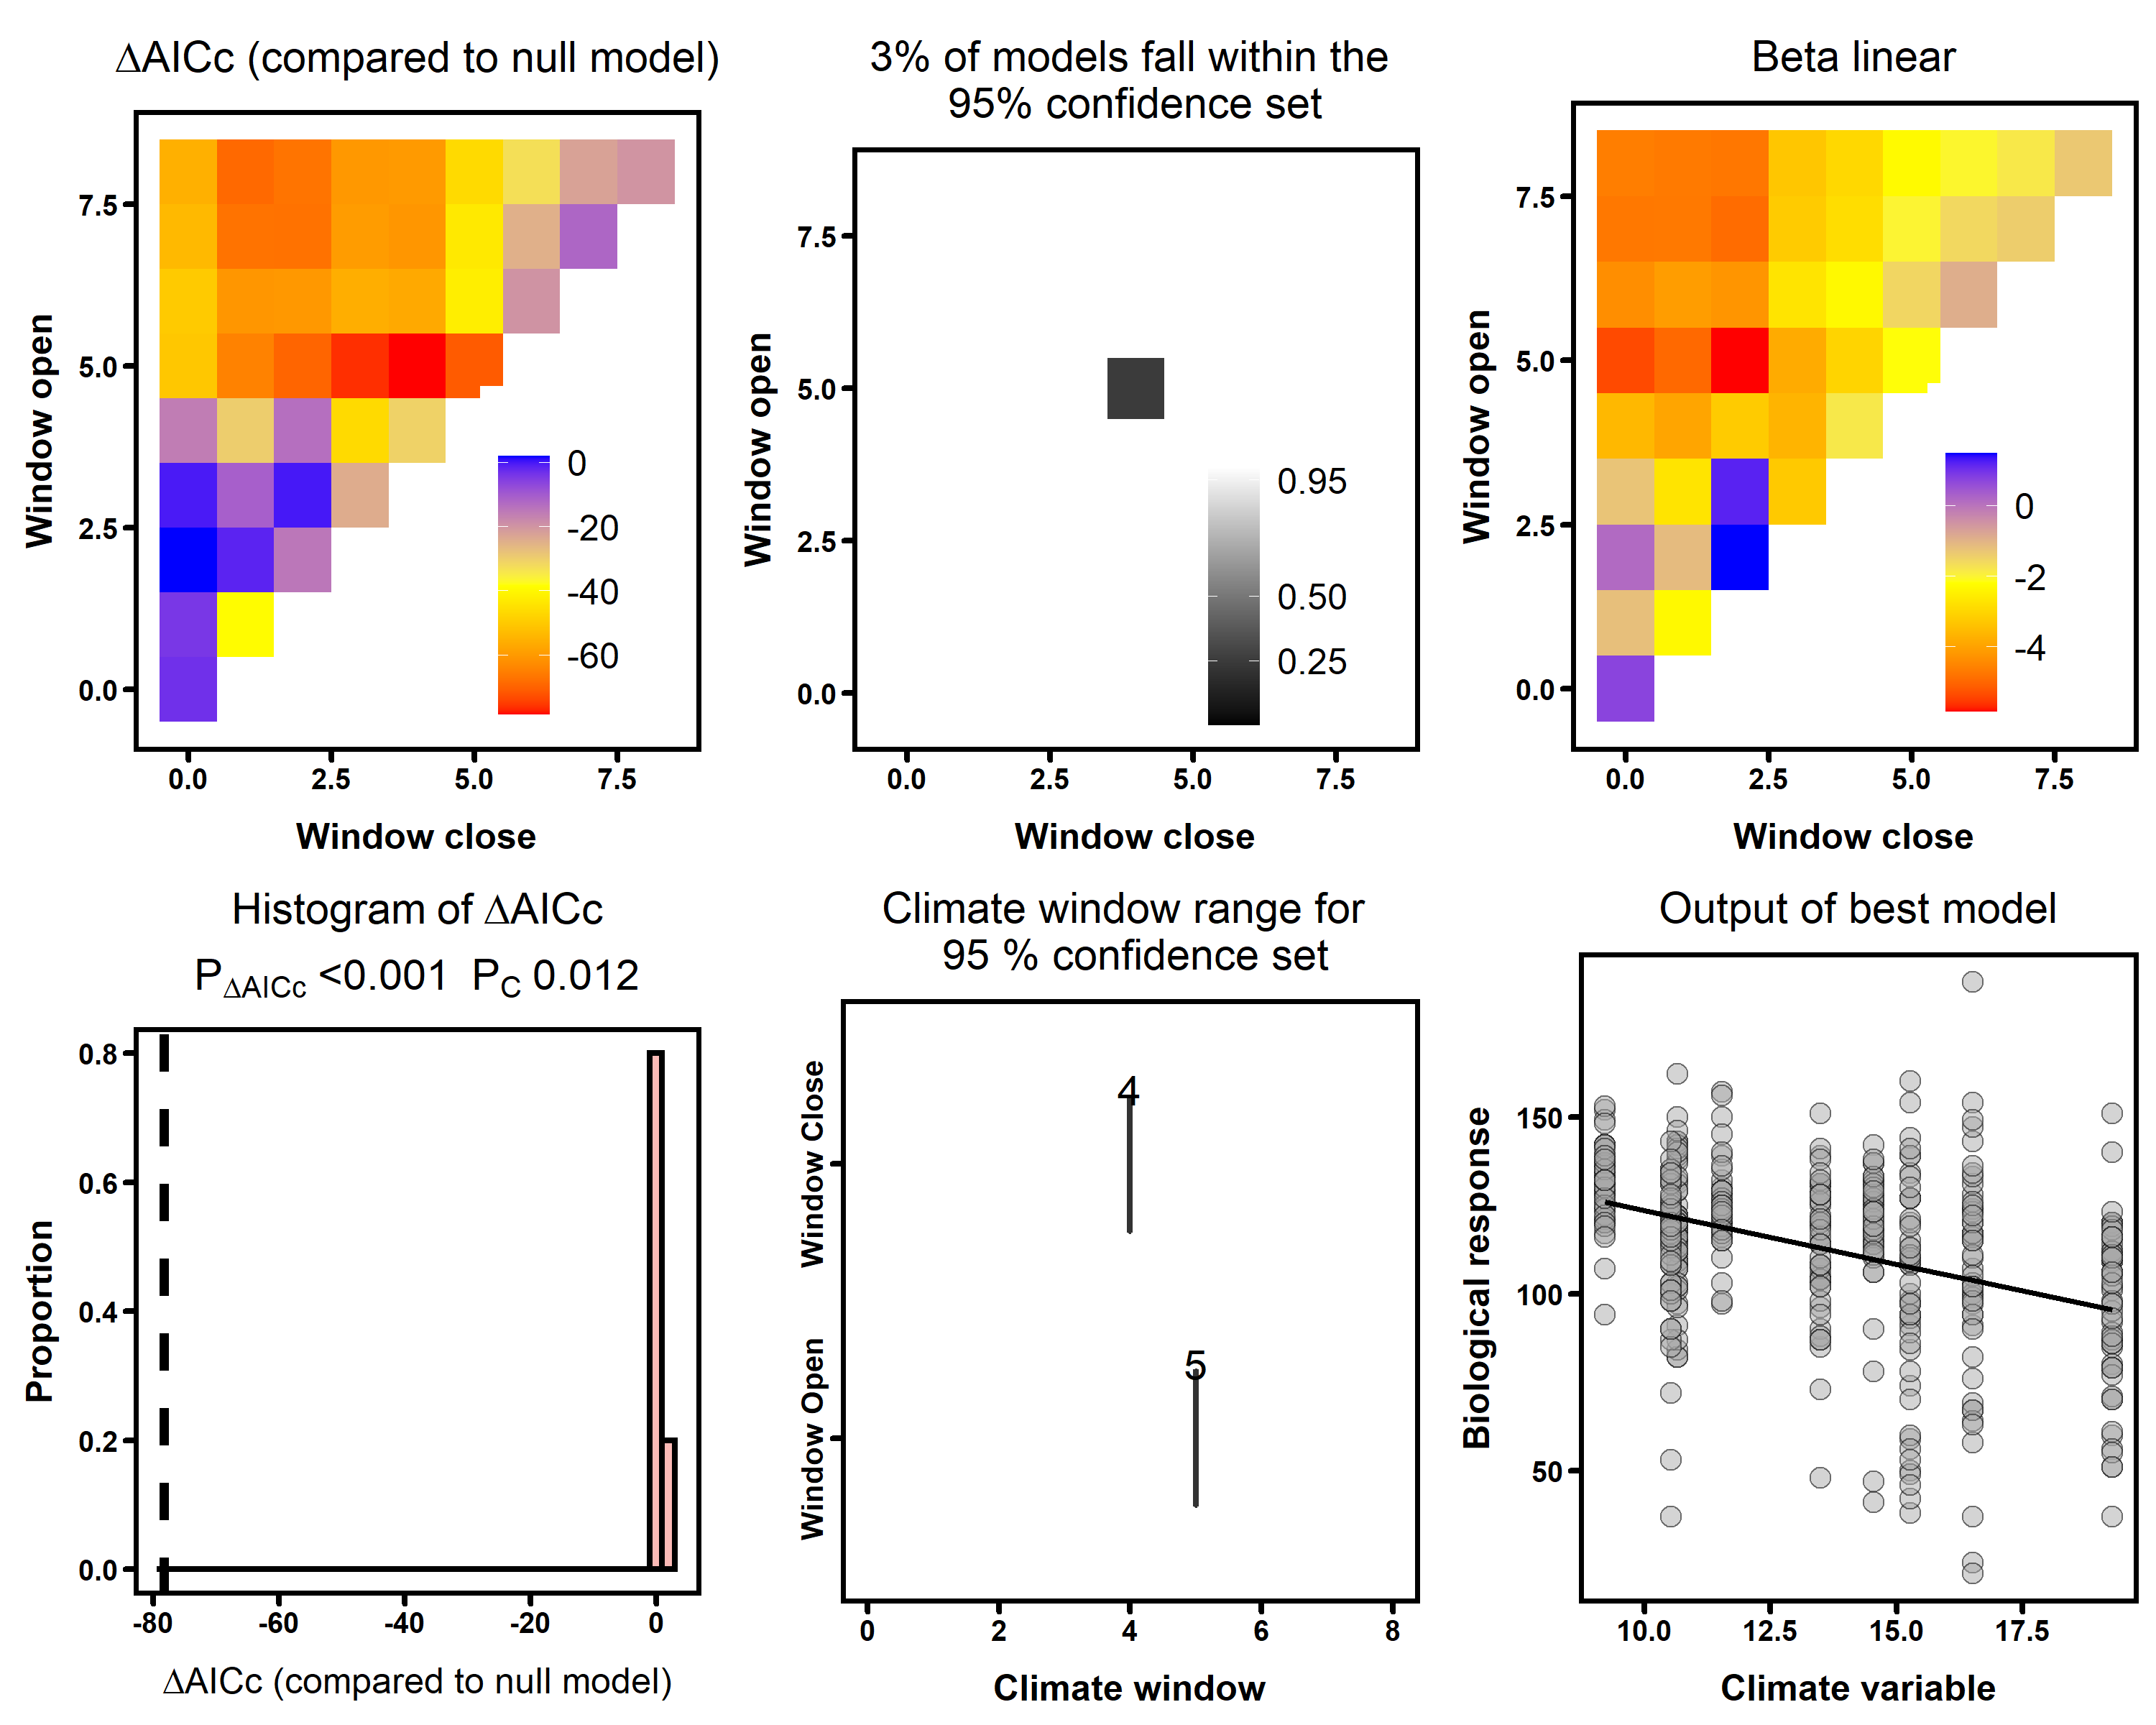 ΔAICc (compared to null model)
Window open
7.5
5.0
2.5
0.0
0
-20
-40
-60
0.0 2.5 5.0 7.5
Window close
3% of models fall within the
95% confidence set
Window open
7.5
5.0
2.5
0.0
0.95
0.50
0.25
0.0 2.5 5.0 7.5
Window close
Beta linear
Window open
7.5
5.0
2.5
0.0
0
-2
-4
0.0 2.5 5.0 7.5
Window close
Histogram of ΔAICc
PΔAICc <0.001 PC 0.012
Proportion
0.8
0.6
0.4
0.2
0.0
-80 -60 -40 -20 0
ΔAICc (compared to null model)
Climate window range for
95 % confidence set
Window Close
Window Open
4
5
0 2 4 6 8
Climate window
Output of best model
Biological response
150
100
50
10.0 12.5 15.0 17.5
Climate variable